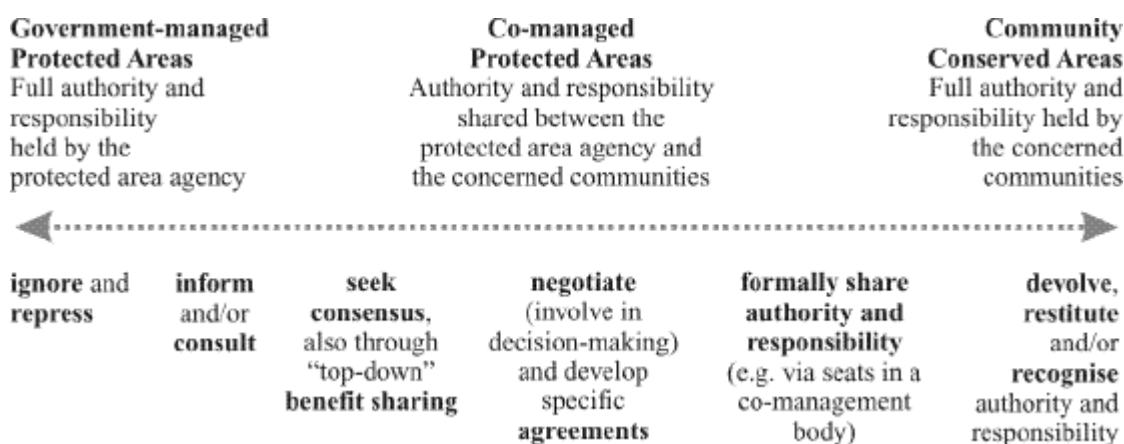 Government-managed
Protected Areas
Full authority and
responsibility
held by the
protected area agency
Co-managed
Protected Areas
Authority and responsibility
shared between the
protected area agency and
the concerned communities
Community
Conserved Areas
Full authority and
responsibility held by
the concerned
communities
ignore and
repress
inform
and/or
consult
seek
consensus,
also through
“top-down”
benefit sharing
negotiate
(involve in
decision-making)
and develop
specific
agreements
formally share
authority and
responsibility
(e.g. via seats in a
co-management
body)
devolve,
restitute
and/or
recognise
authority and
responsibility